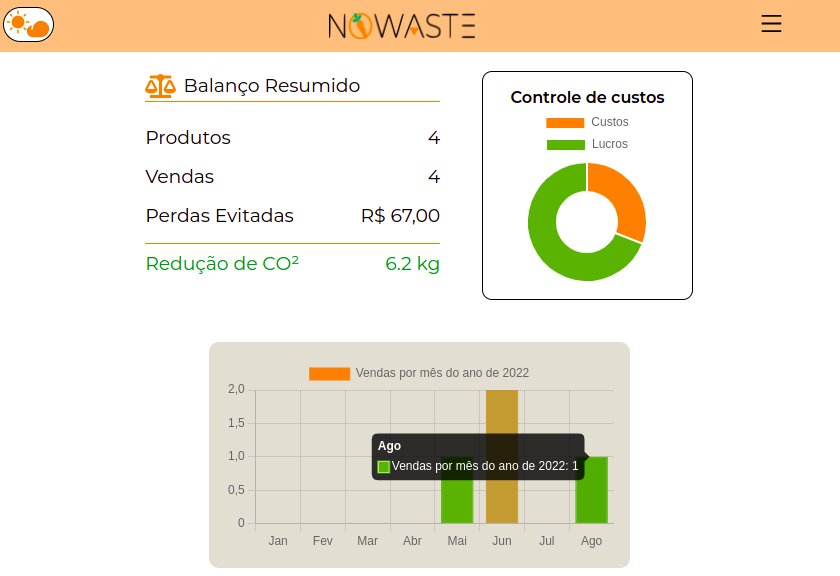 NOWASTE
Balanço Resumido
Produtos 4
Vendas 4
Perdas Evitadas R$ 67,00
Redução de CO² 6.2 kg
Controle de custos
Custos
Lucros
Vendas por mês do ano de 2022
2,0
1,5
1,0
0,5
0
Ago
Vendas por mês do ano de 2022: 1
Jan Fev Mar Abr Mai Jun Jul Ago